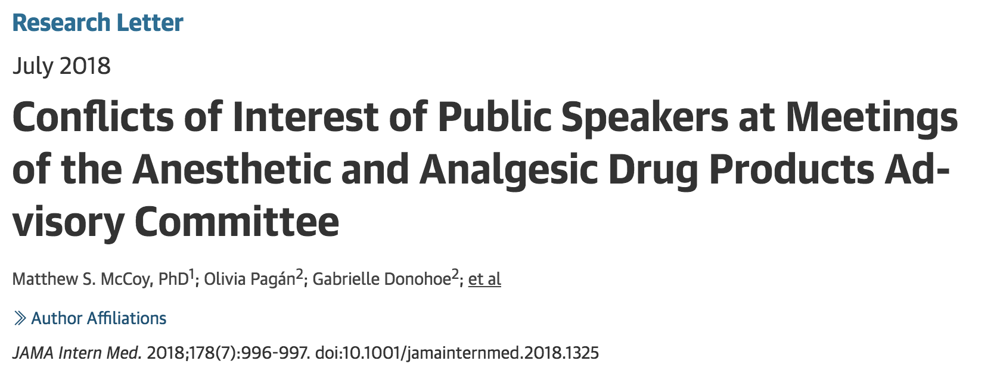 Research Letter
July 2018
Conflicts of Interest of Public Speakers at Meetings
of the Anesthetic and Analgesic Drug Products Ad-
visory Committee
Matthew S. McCoy, PhD1; Olivia Pagán2; Gabrielle Donohoe2; et al
Author Affiliations
JAMA Intern Med. 2018;178(7):996-997. doi:10.1001/jamainternmed.2018.1325